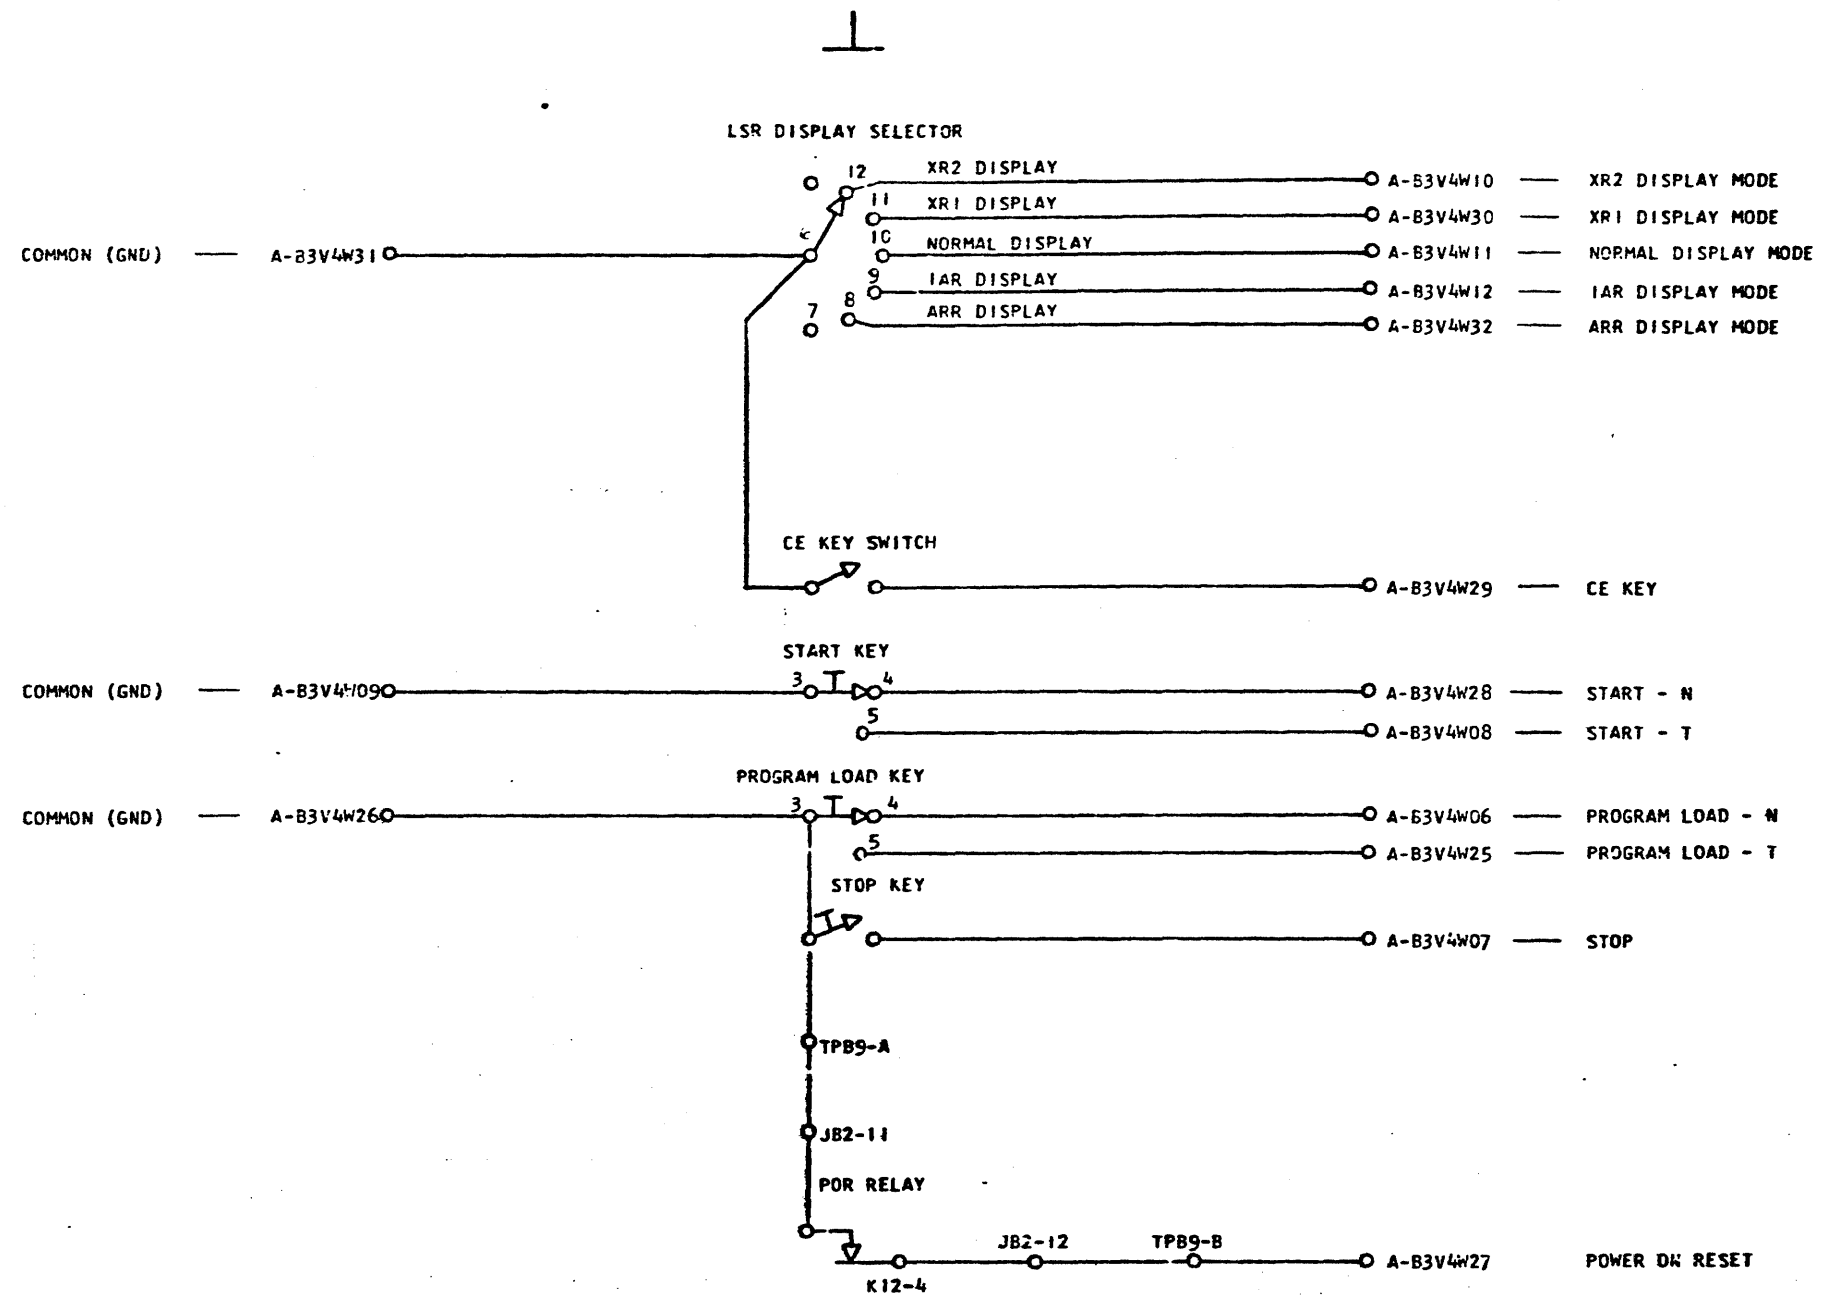 LSR DISPLAY SELECTOR
12 XR2 DISPLAY A-B3V4W10 — XR2 DISPLAY MODE
11 XR1 DISPLAY A-B3V4W30 — XR1 DISPLAY MODE
COMMON (GND) — A-B3V4W31 C 10 NORMAL DISPLAY A-B3V4W11 — NORMAL DISPLAY MODE
9 IAR DISPLAY A-B3V4W12 — IAR DISPLAY MODE
7 8 ARR DISPLAY A-B3V4W32 — ARR DISPLAY MODE
CE KEY SWITCH
A-B3V4W29 — CE KEY
START KEY
COMMON (GND) — A-B3V4W09 3 4 A-B3V4W28 — START - N
5 A-B3V4W08 — START - T
PROGRAM LOAD KEY
COMMON (GND) — A-B3V4W26 3 4 A-B3V4W06 — PROGRAM LOAD - N
5 A-B3V4W25 — PROGRAM LOAD - T
STOP KEY
A-B3V4W07 — STOP
TPB9-A
JB2-11
POR RELAY
JB2-12 TPB9-B A-B3V4W27 POWER ON RESET
K12-4